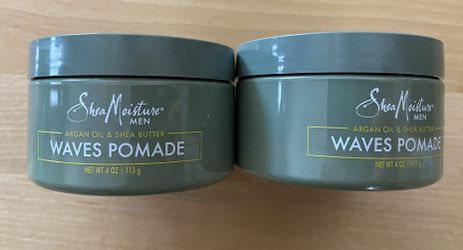 SheaMoisture®
MEN
ARGAN OIL & SHEA BUTTER
WAVES POMADE
NET WT 4 OZ | 113 g
SheaMoisture®
MEN
ARGAN OIL & SHEA BUTTER
WAVES POMADE
NET WT 4 OZ | 113 g